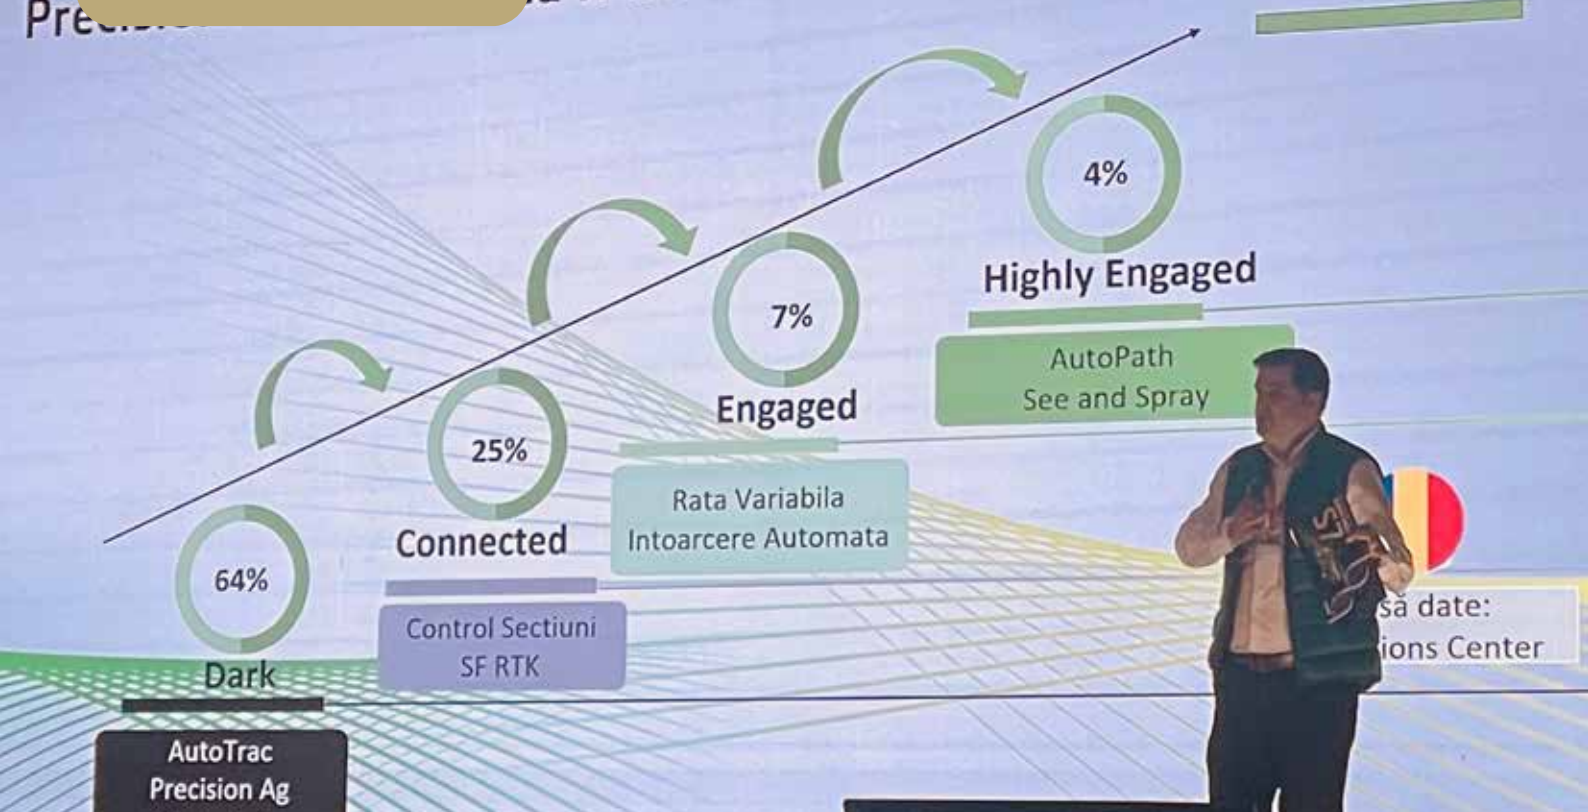 4%
Highly Engaged
AutoPath
See and Spray
7%
Engaged
Rata Variabila
Intoarcere Automata
25%
Connected
Control Sectiuni
SF RTK
64%
Dark
AutoTrac
Precision Ag
să date:
Center